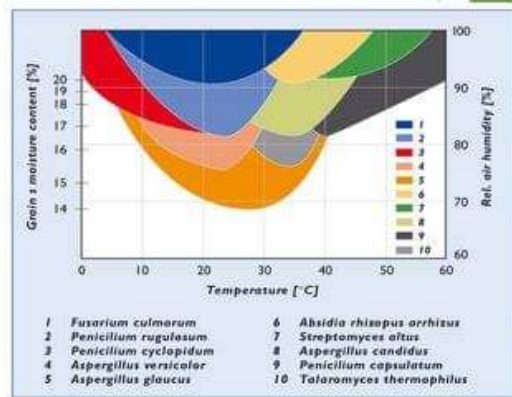 100
20
19
18
17
16
15
14
90
80
70
60
Grain s moisture content [%]
Rel. air humidity [%]
1
2
3
4
5
6
7
8
9
10
0 10 20 30 40 50 60
Temperature [°C]
1 Fusarium culmorum
2 Penicilium rugulosum
3 Penicilium cyclopidum
4 Aspergillus versicolor
5 Aspergillus glaucus
6 Absidia rhizopus arrhizus
7 Streptomyces altus
8 Aspergillus candidus
9 Penicilium capsulatum
10 Talaromyces thermophilus